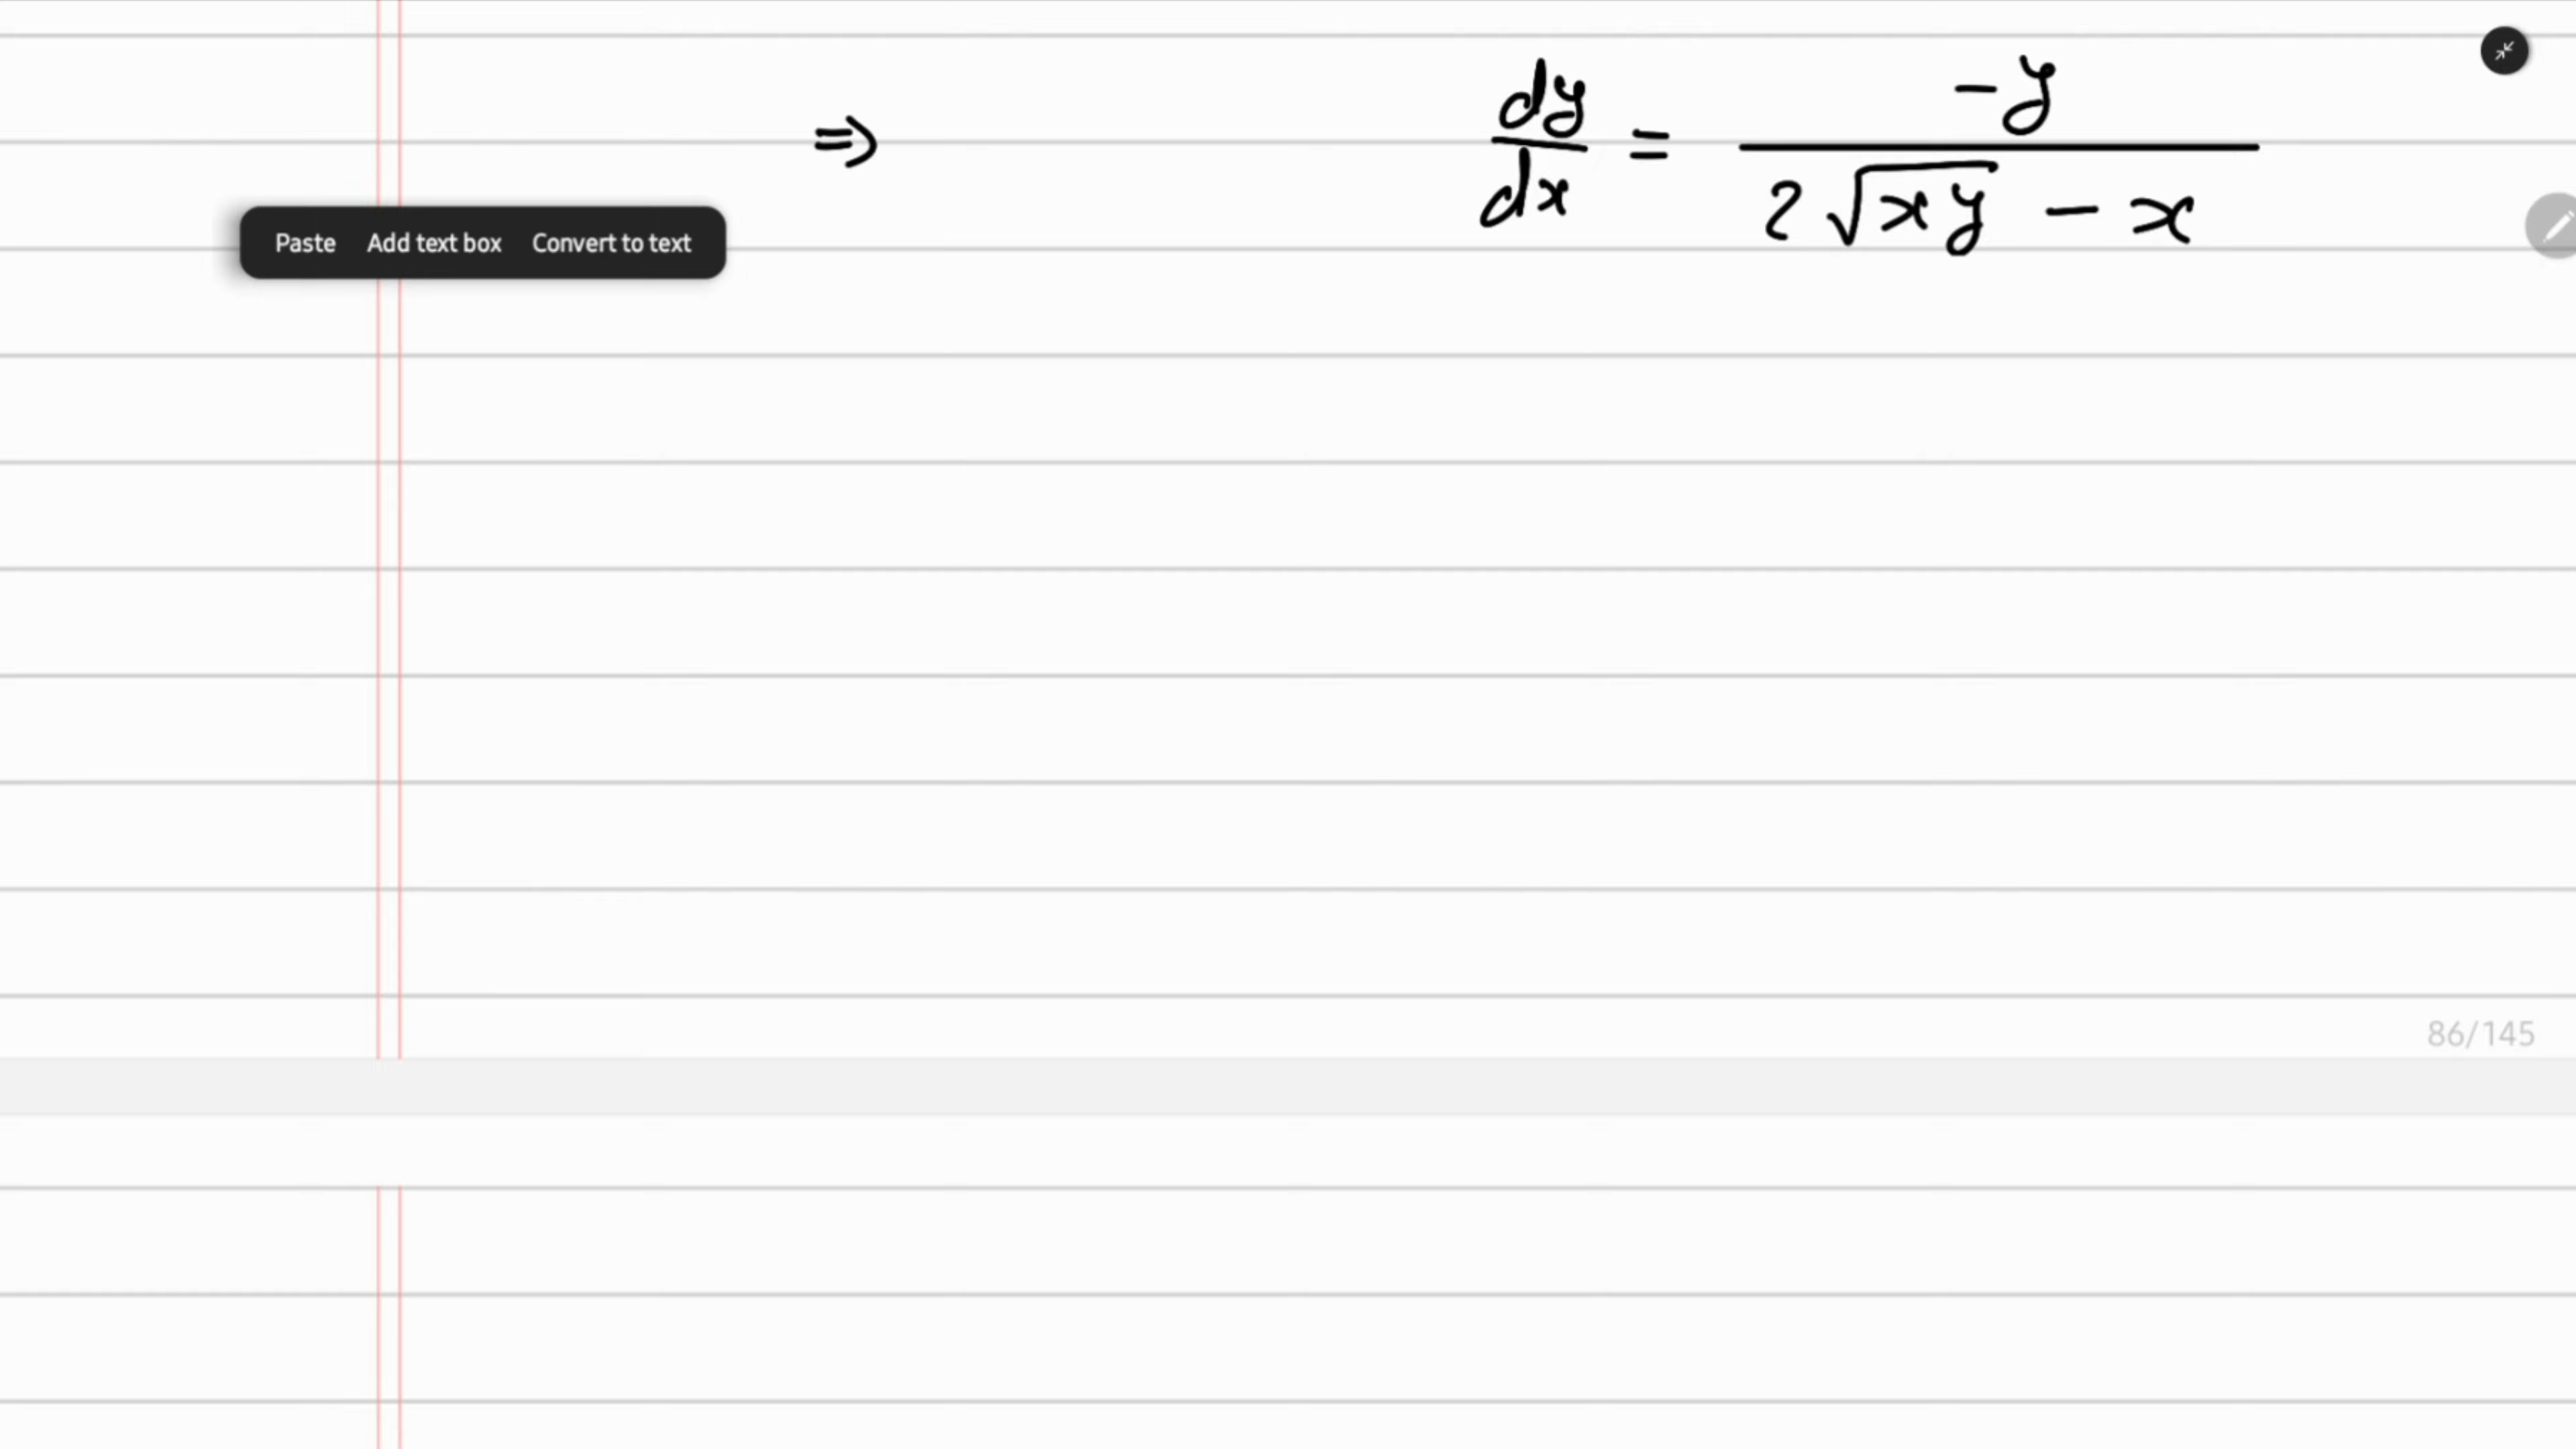 ⇒ dy/dx = -y / (2√(xy) - x)
Paste Add text box Convert to text
86/145